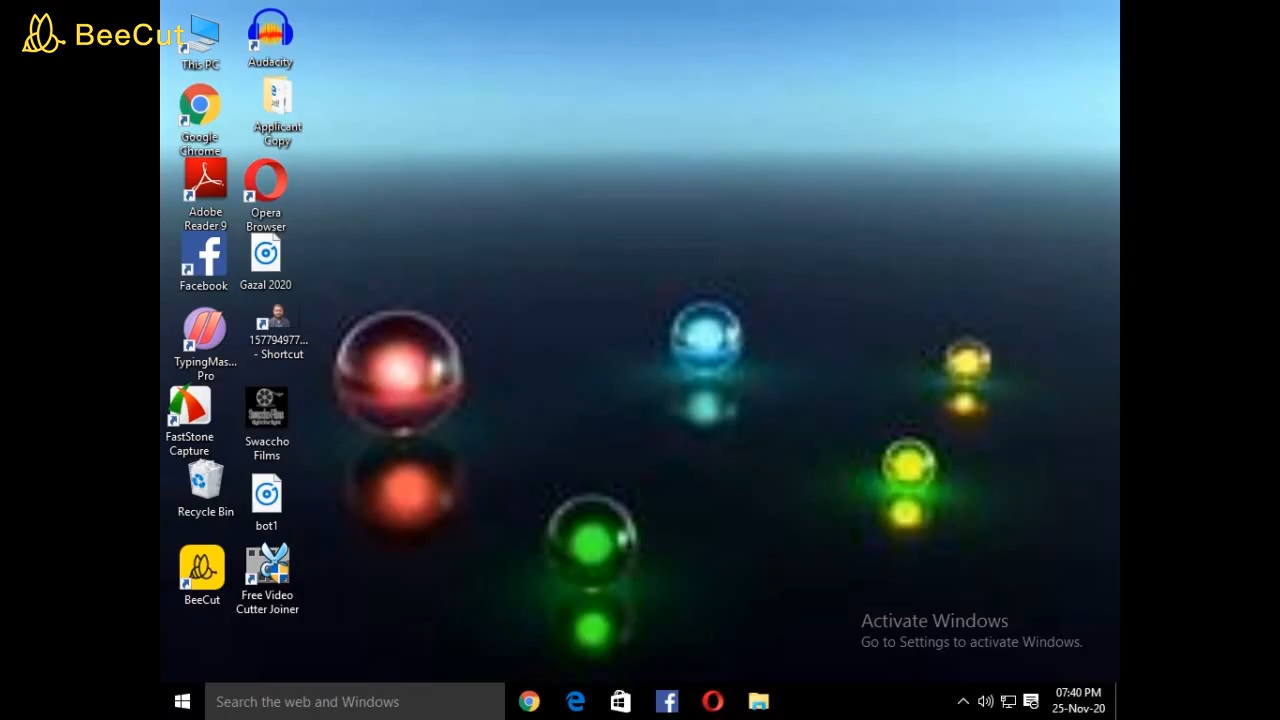 BeeCut
This PC
Audacity
Google
Chrome
Applicant
Copy
Adobe
Reader 9
Opera
Browser
Facebook
Gazal 2020
TypingMas...
Pro
157794977...
- Shortcut
FastStone
Capture
Swaccho
Films
Recycle Bin
bot1
BeeCut
Free Video
Cutter Joiner
Activate Windows
Go to Settings to activate Windows.
Search the web and Windows
07:40 PM
25-Nov-20